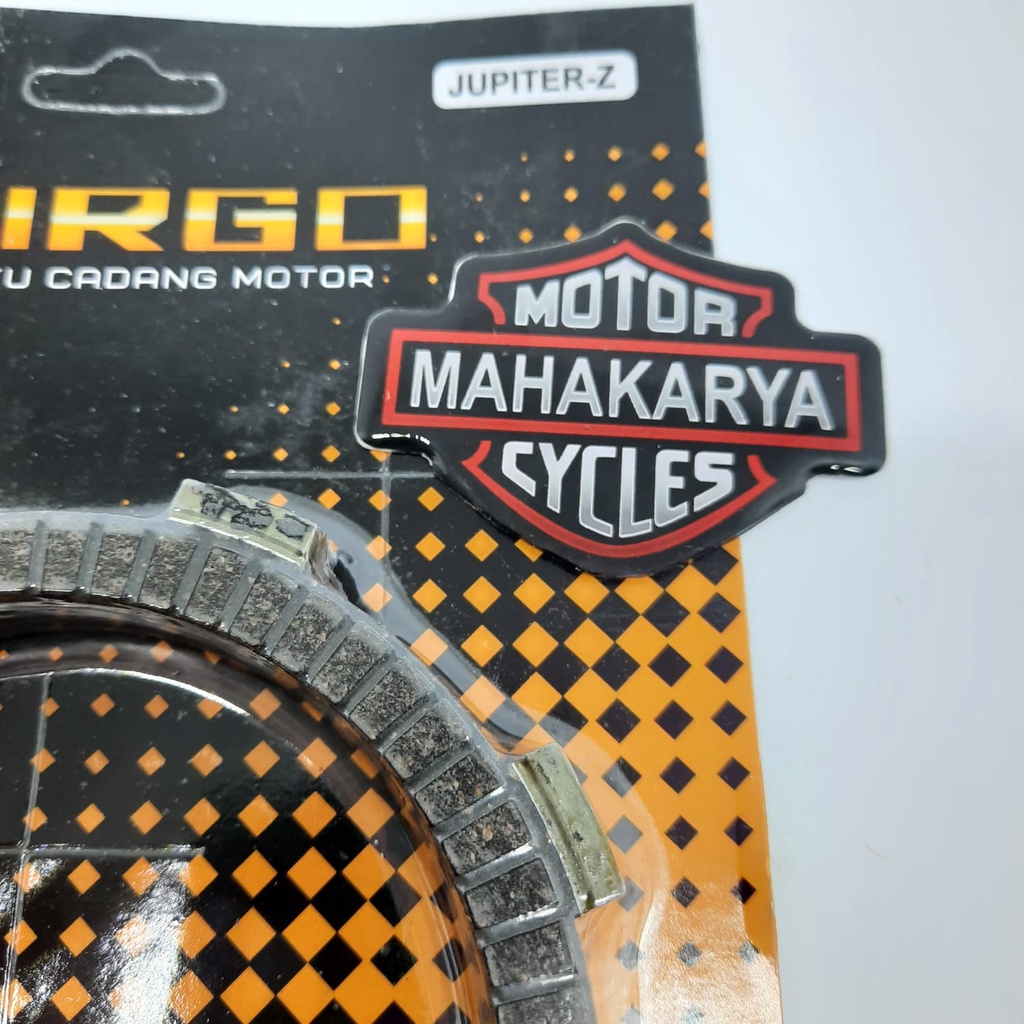 JUPITER-Z
IRGO
CADANG MOTOR
MOTOR
MAHAKARYA
CYCLES